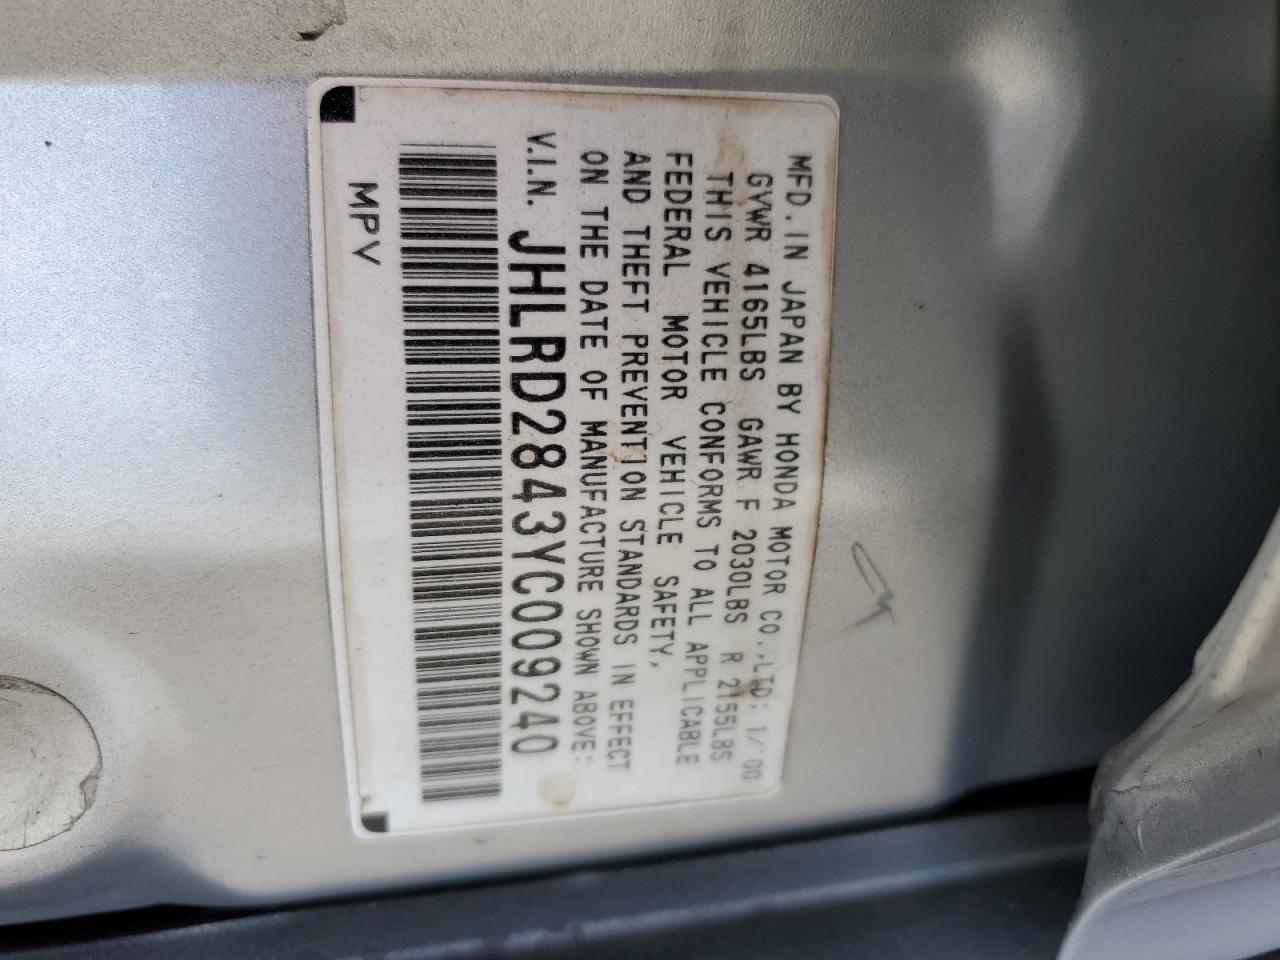 MFD. IN JAPAN BY HONDA MOTOR CO.,LTD; 1/'00
GVWR 4165LBS GAWR F 2030LBS R 2155LBS
THIS VEHICLE CONFORMS TO ALL APPLICABLE
FEDERAL MOTOR VEHICLE SAFETY,
AND THEFT PREVENTION STANDARDS IN EFFECT
ON THE DATE OF MANUFACTURE SHOWN ABOVE:
V.I.N. JHLRD2843YC009240
MPV